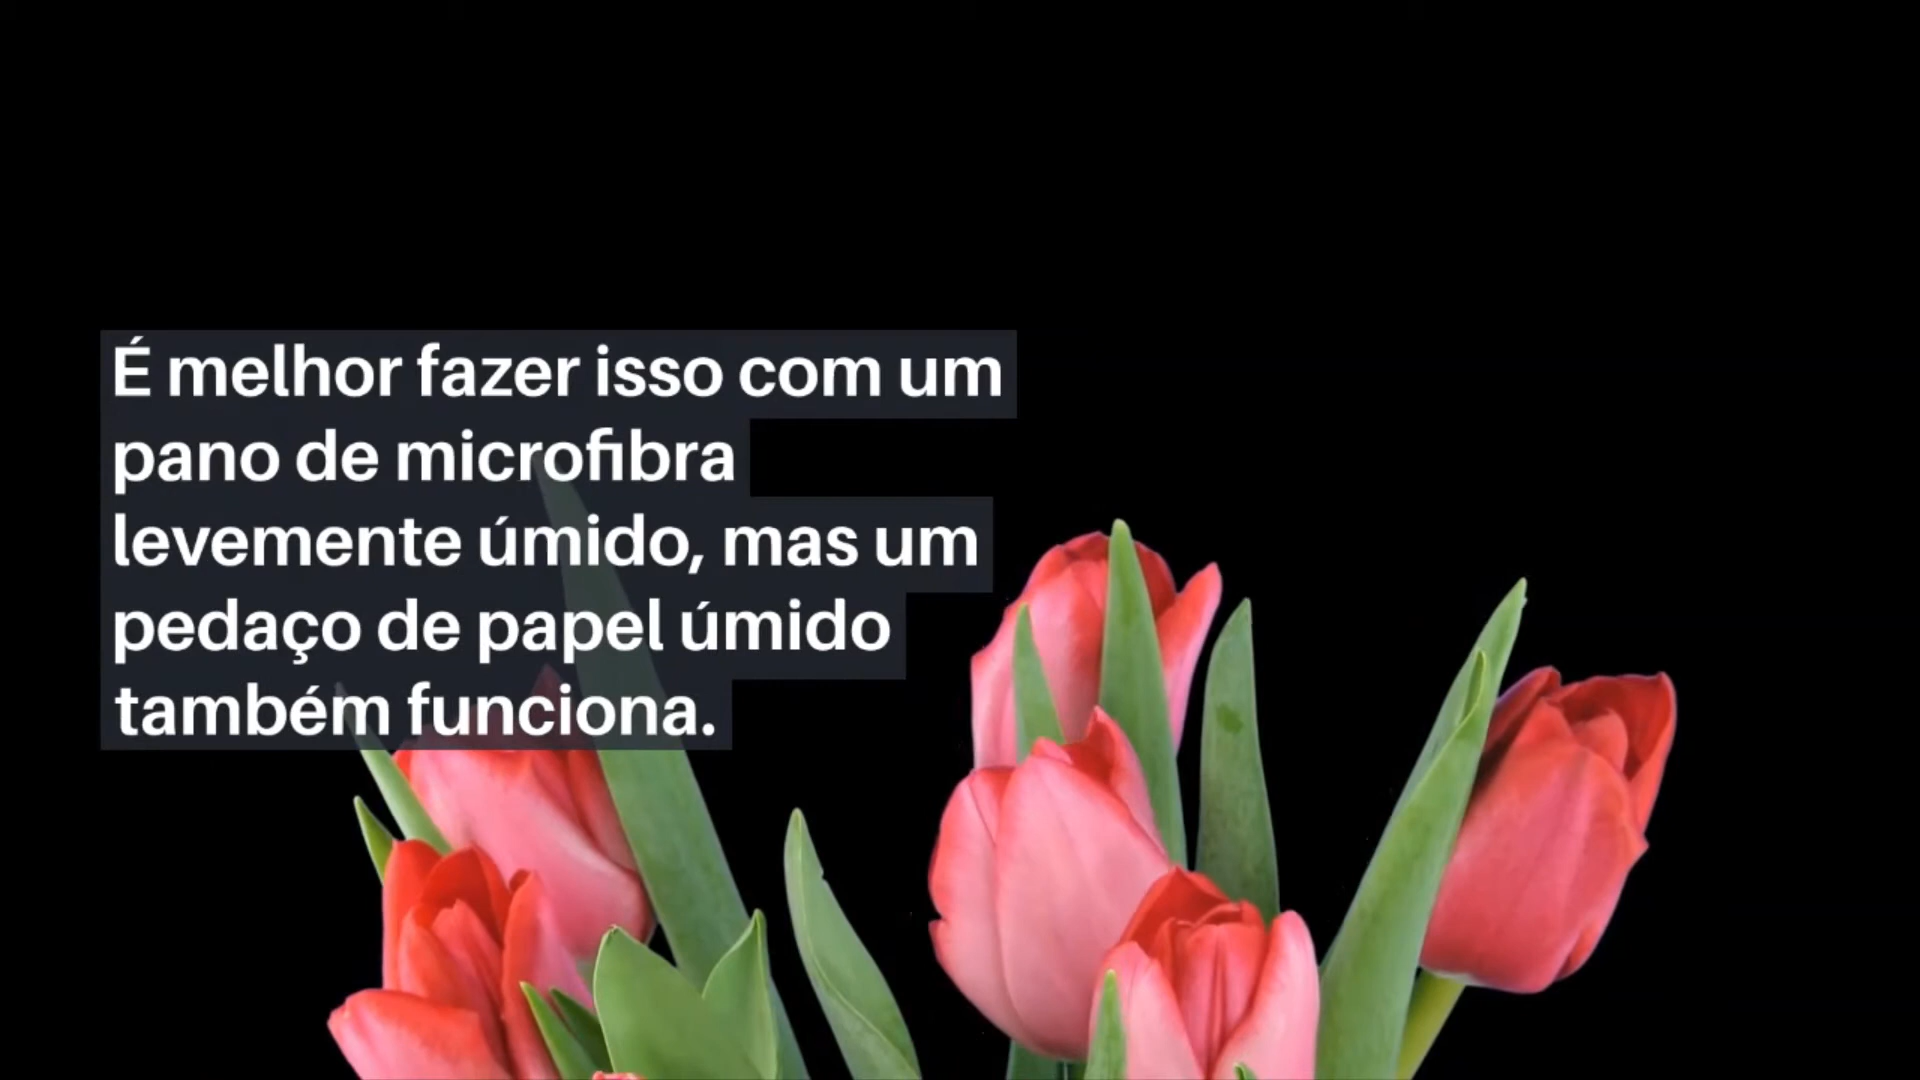 É melhor fazer isso com um
pano de microfibra
levemente úmido, mas um
pedaço de papel úmido
também funciona.